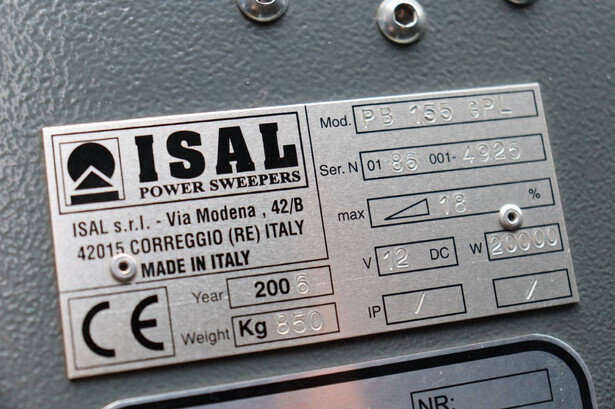 ISAL
POWER SWEEPERS
ISAL s.r.l. - Via Modena , 42/B
42015 CORREGGIO (RE) ITALY
MADE IN ITALY
CE
Year 2006
Weight Kg 850
Mod. PB 155 GPL
Ser. N 01 86 001- 4925
max 18 %
V 12 DC W 20000
IP / /
NR: